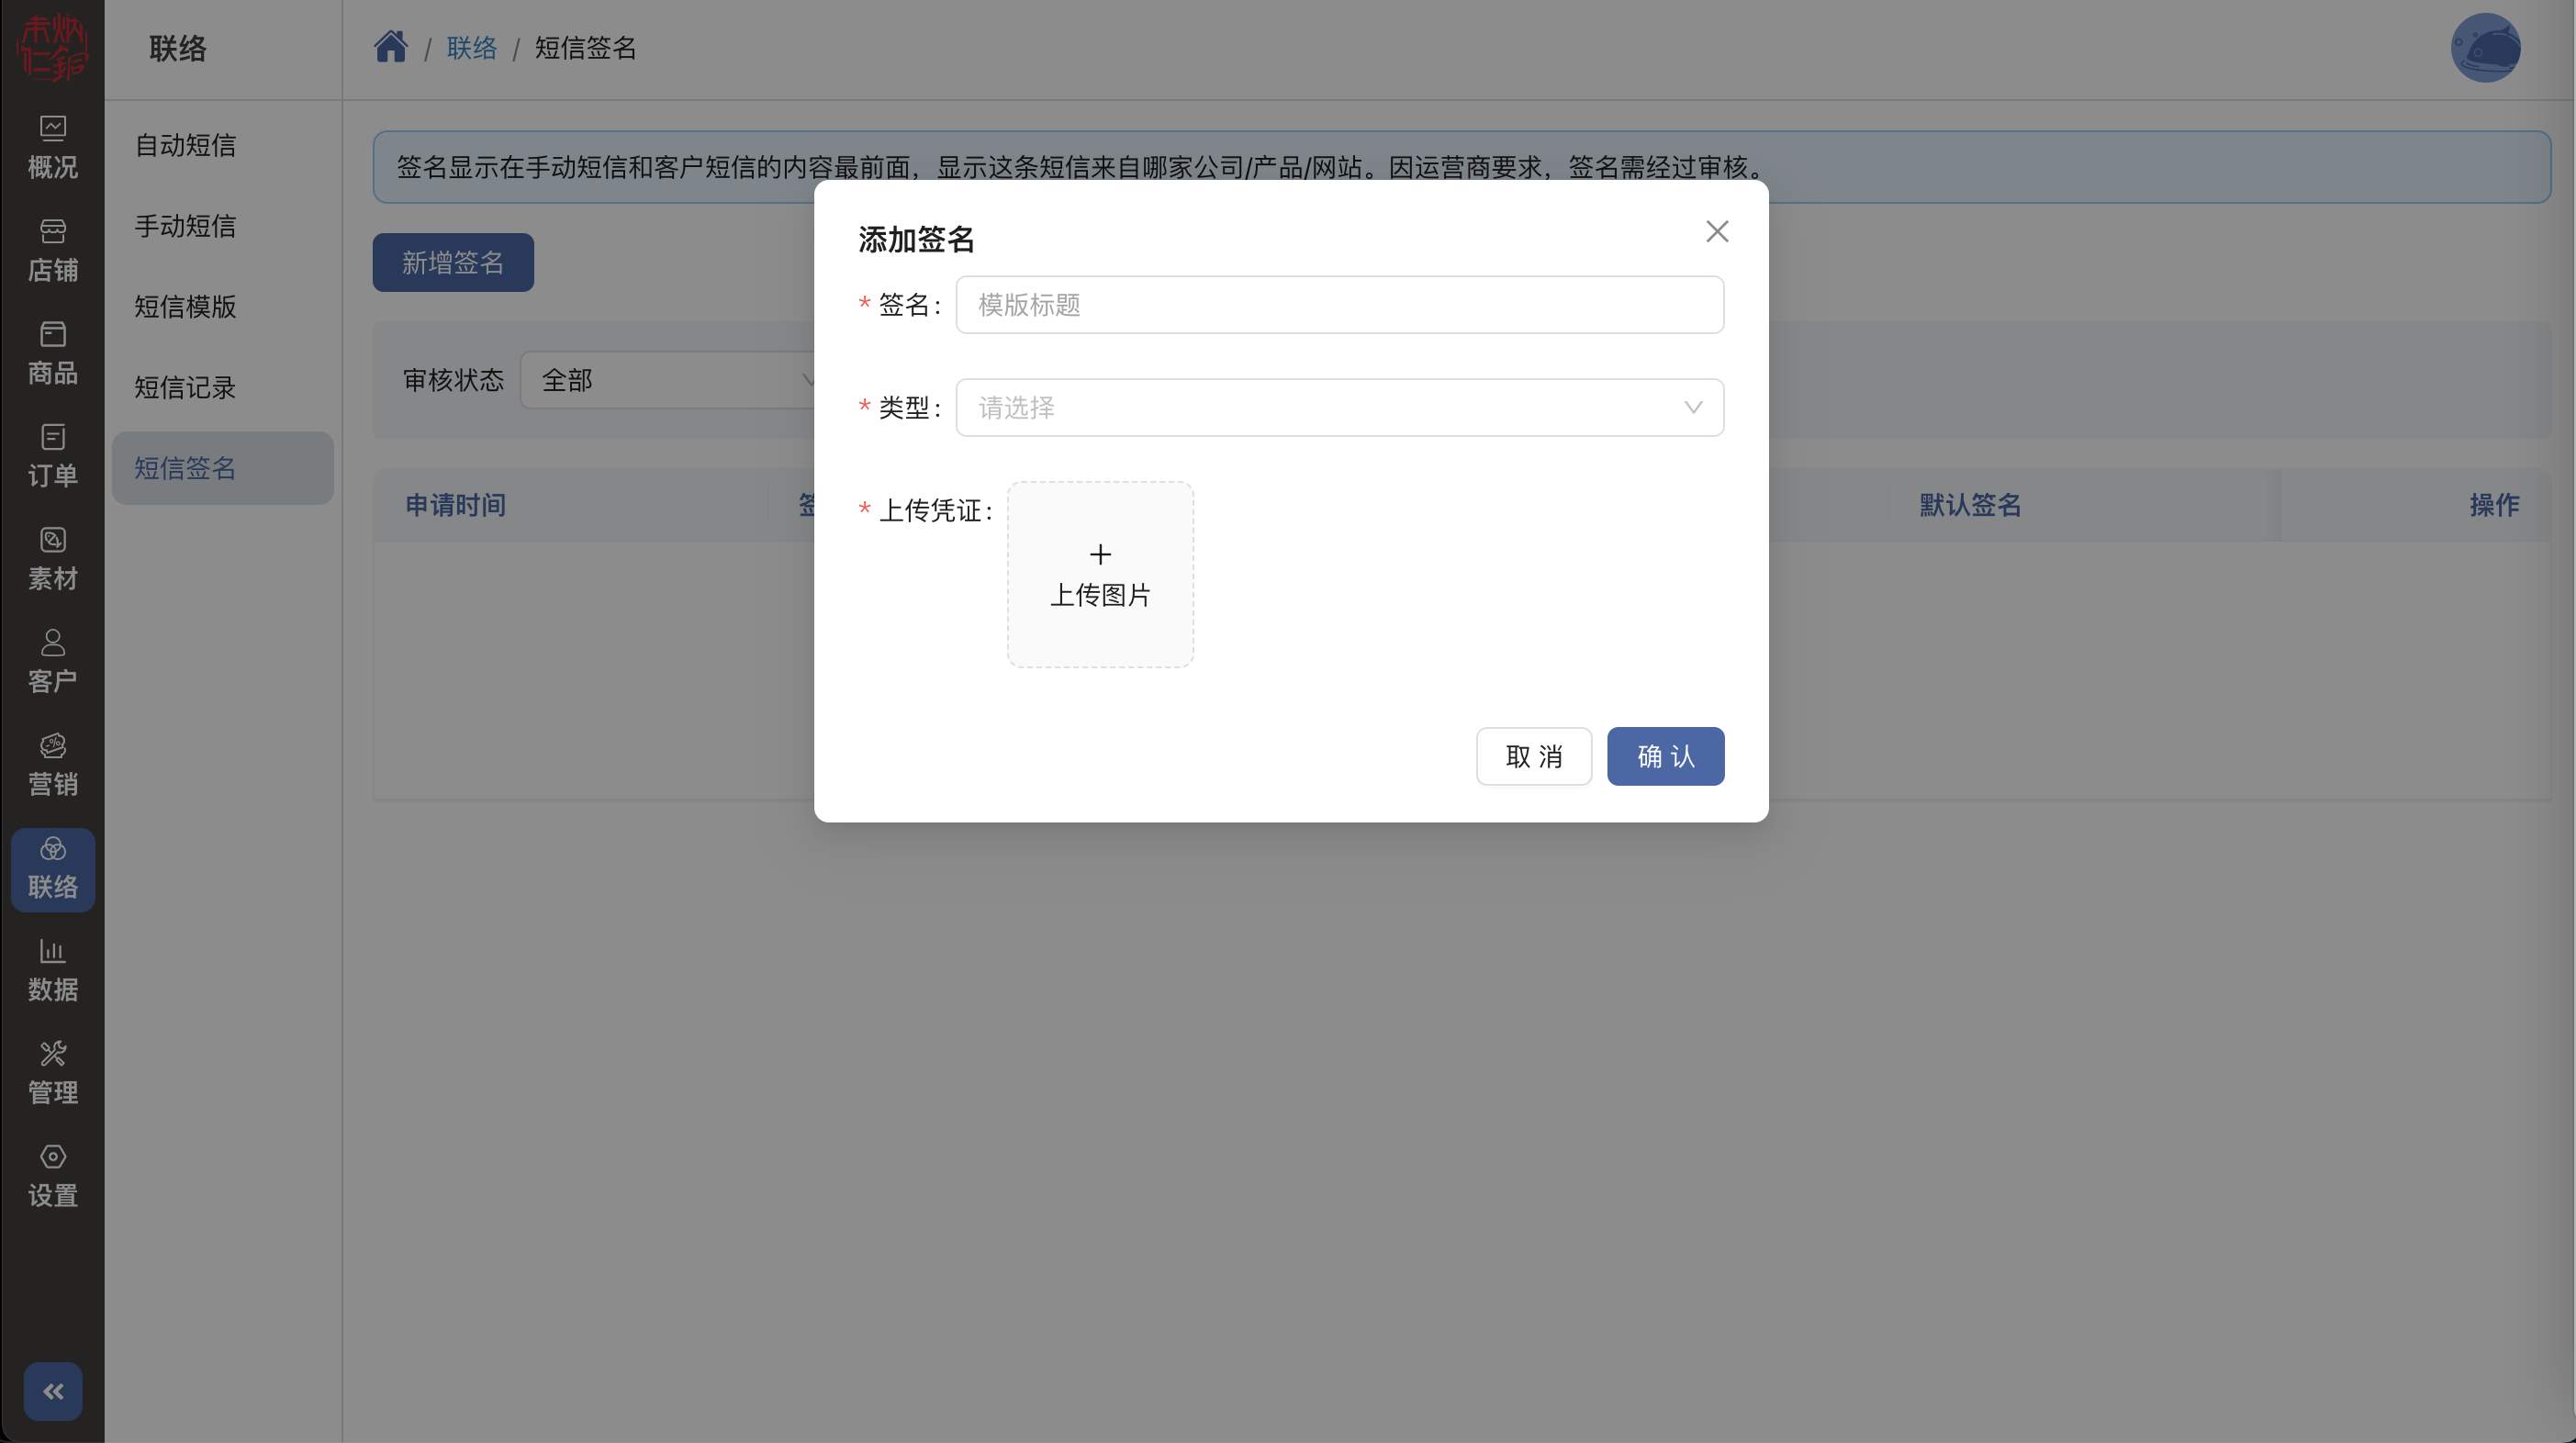 联络
/ 联络 / 短信签名
概况
店铺
商品
订单
素材
客户
营销
联络
数据
管理
设置
自动短信
手动短信
短信模版
短信记录
短信签名
签名显示在手动短信和客户短信的内容最前面，显示这条短信来自哪家公司/产品/网站。因运营商要求，签名需经过审核。
新增签名
审核状态 全部
申请时间 签 默认签名 操作
添加签名
* 签名: 模版标题
* 类型: 请选择
* 上传凭证:
+
上传图片
取 消 确 认